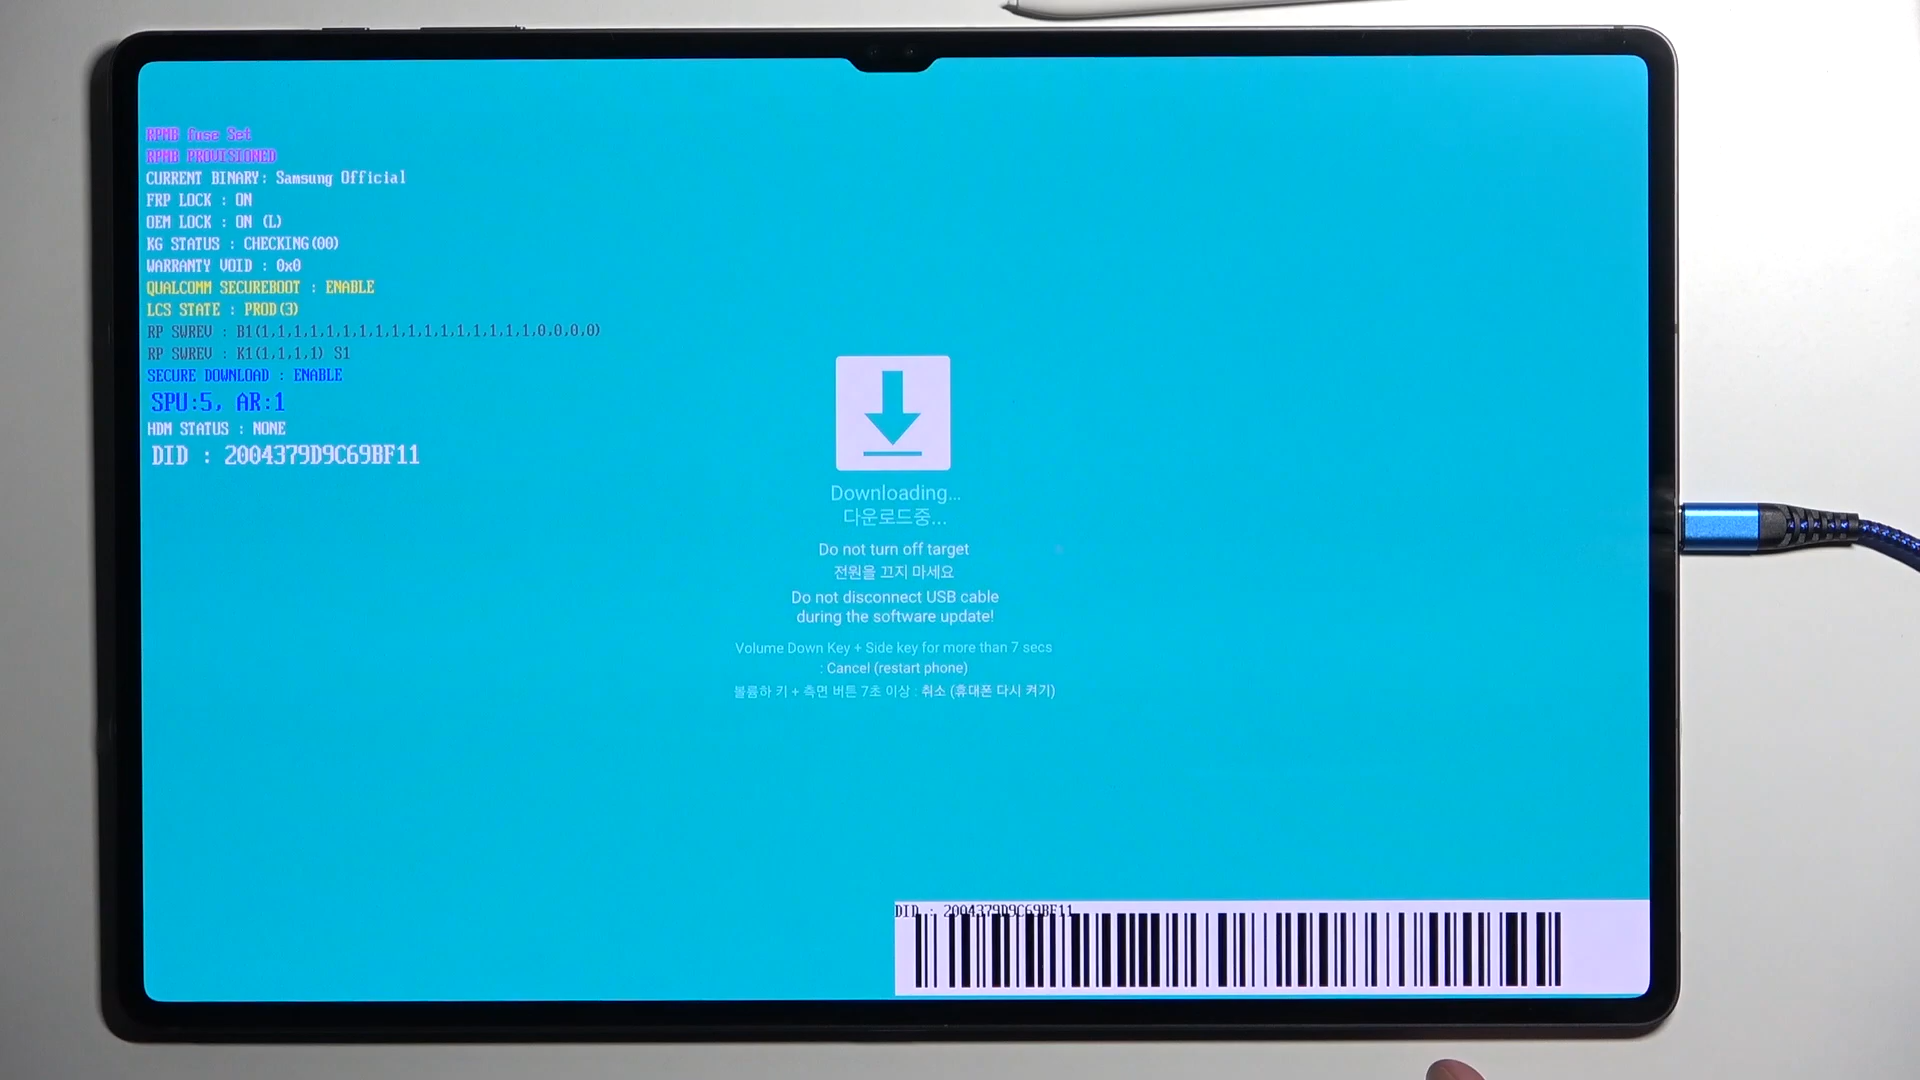 RPMB fuse Set
RPMB PROVISIONED
CURRENT BINARY: Samsung Official
FRP LOCK : ON
OEM LOCK : ON (L)
KG STATUS : CHECKING(00)
WARRANTY VOID : 0x0
QUALCOMM SECUREBOOT : ENABLE
LCS STATE : PROD(3)
RP SWREV : B1(1,1,1,1,1,1,1,1,1,1,1,1,1,1,1,1,1,1,0,0,0,0)
RP SWREV : K1(1,1,1,1) S1
SECURE DOWNLOAD : ENABLE
SPU:5, AR:1
HDM STATUS : NONE
DID : 2004379D9C69BF11
Downloading...
다운로드중...
Do not turn off target
전원을 끄지 마세요
Do not disconnect USB cable
during the software update!
Volume Down Key + Side key for more than 7 secs
: Cancel (restart phone)
볼륨하 키 + 측면 버튼 7초 이상 : 취소 (휴대폰 다시 켜기)
DID : 2004379D9C69BF11